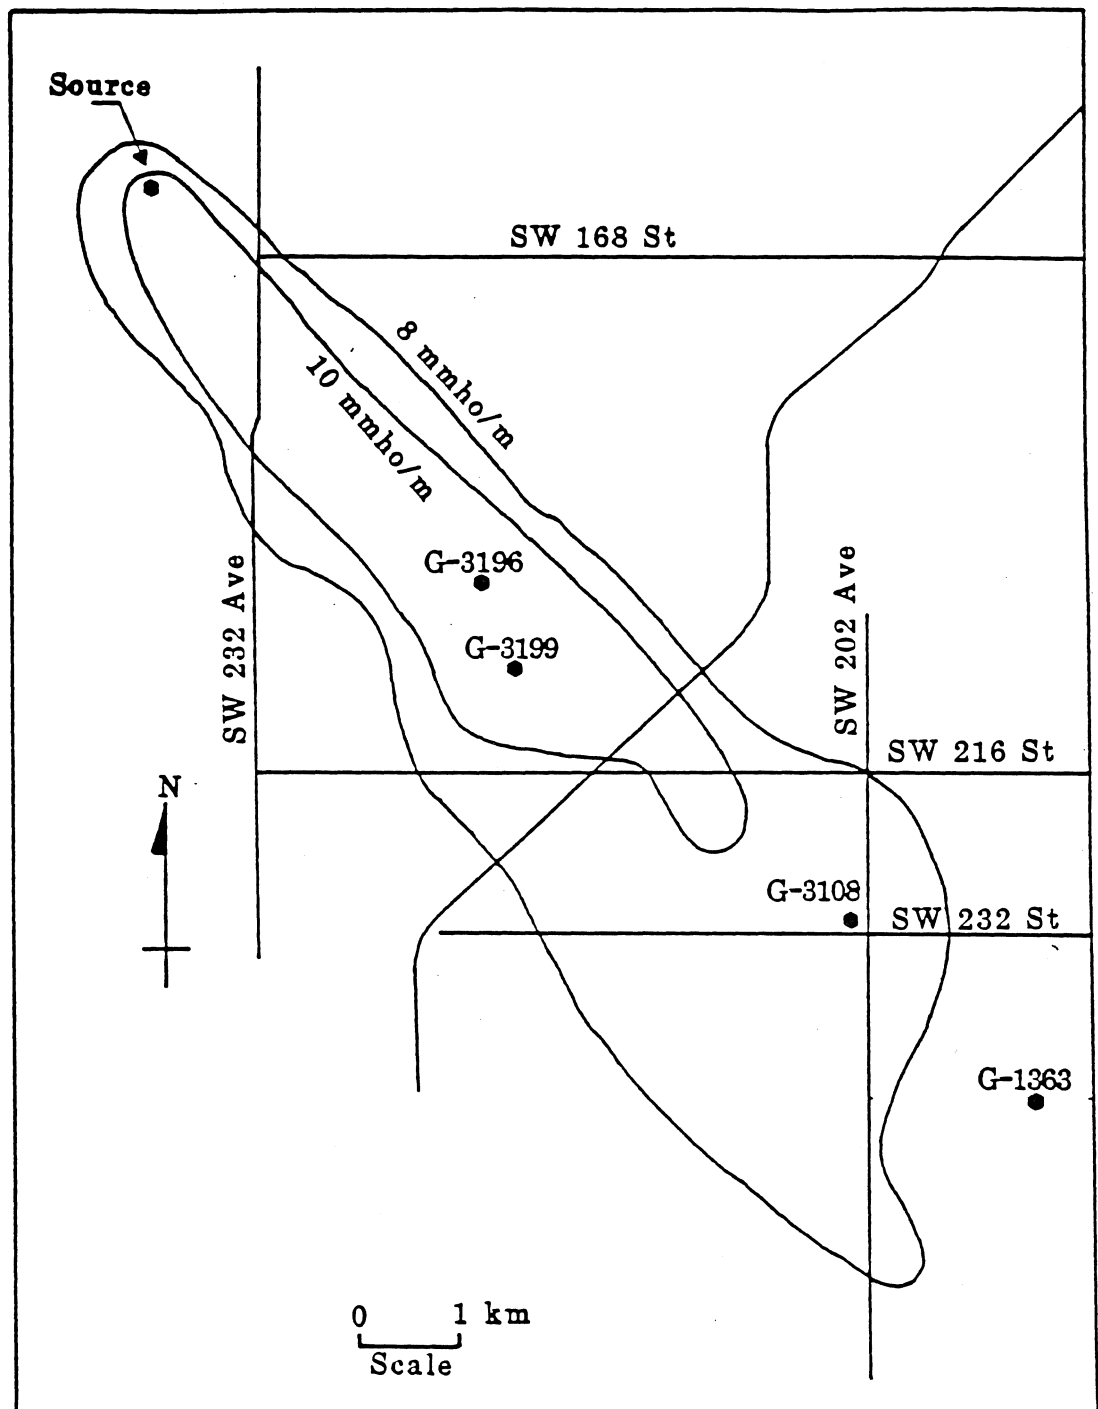 Source
SW 168 St
8 mmho/m
10 mmho/m
G-3196
SW 232 Ave
SW 202 Ave
G-3199
SW 216 St
N
G-3108
SW 232 St
G-1363
0 1 km
Scale